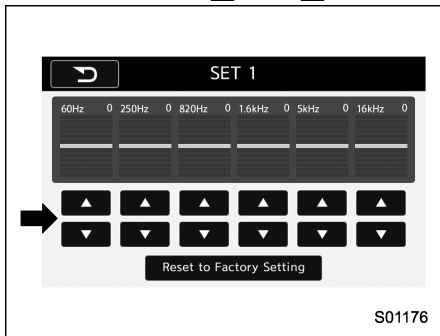 SET 1
60Hz 0 250Hz 0 820Hz 0 1.6kHz 0 5kHz 0 16kHz 0
Reset to Factory Setting
S01176